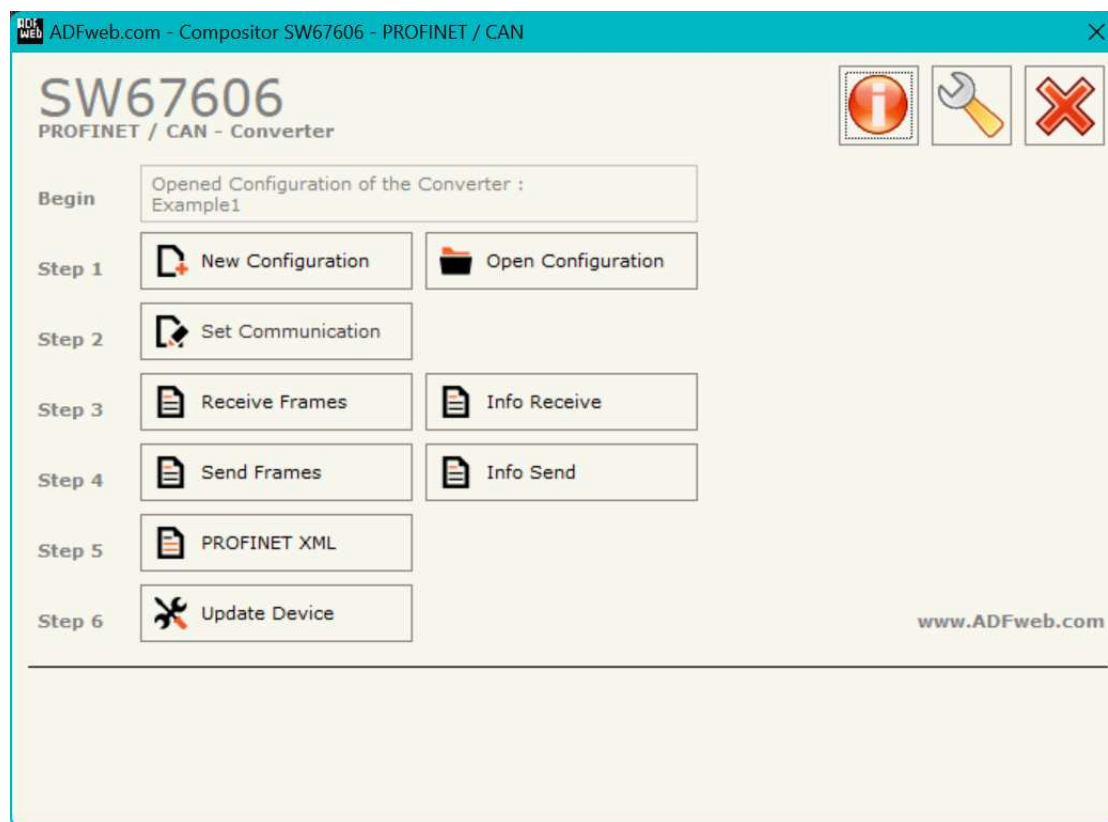 ADF
WEB
ADFweb.com - Compositor SW67606 - PROFINET / CAN
SW67606
PROFINET / CAN - Converter
Begin
Opened Configuration of the Converter :
Example1
Step 1
New Configuration
Open Configuration
Step 2
Set Communication
Step 3
Receive Frames
Info Receive
Step 4
Send Frames
Info Send
Step 5
PROFINET XML
Step 6
Update Device
www.ADFweb.com